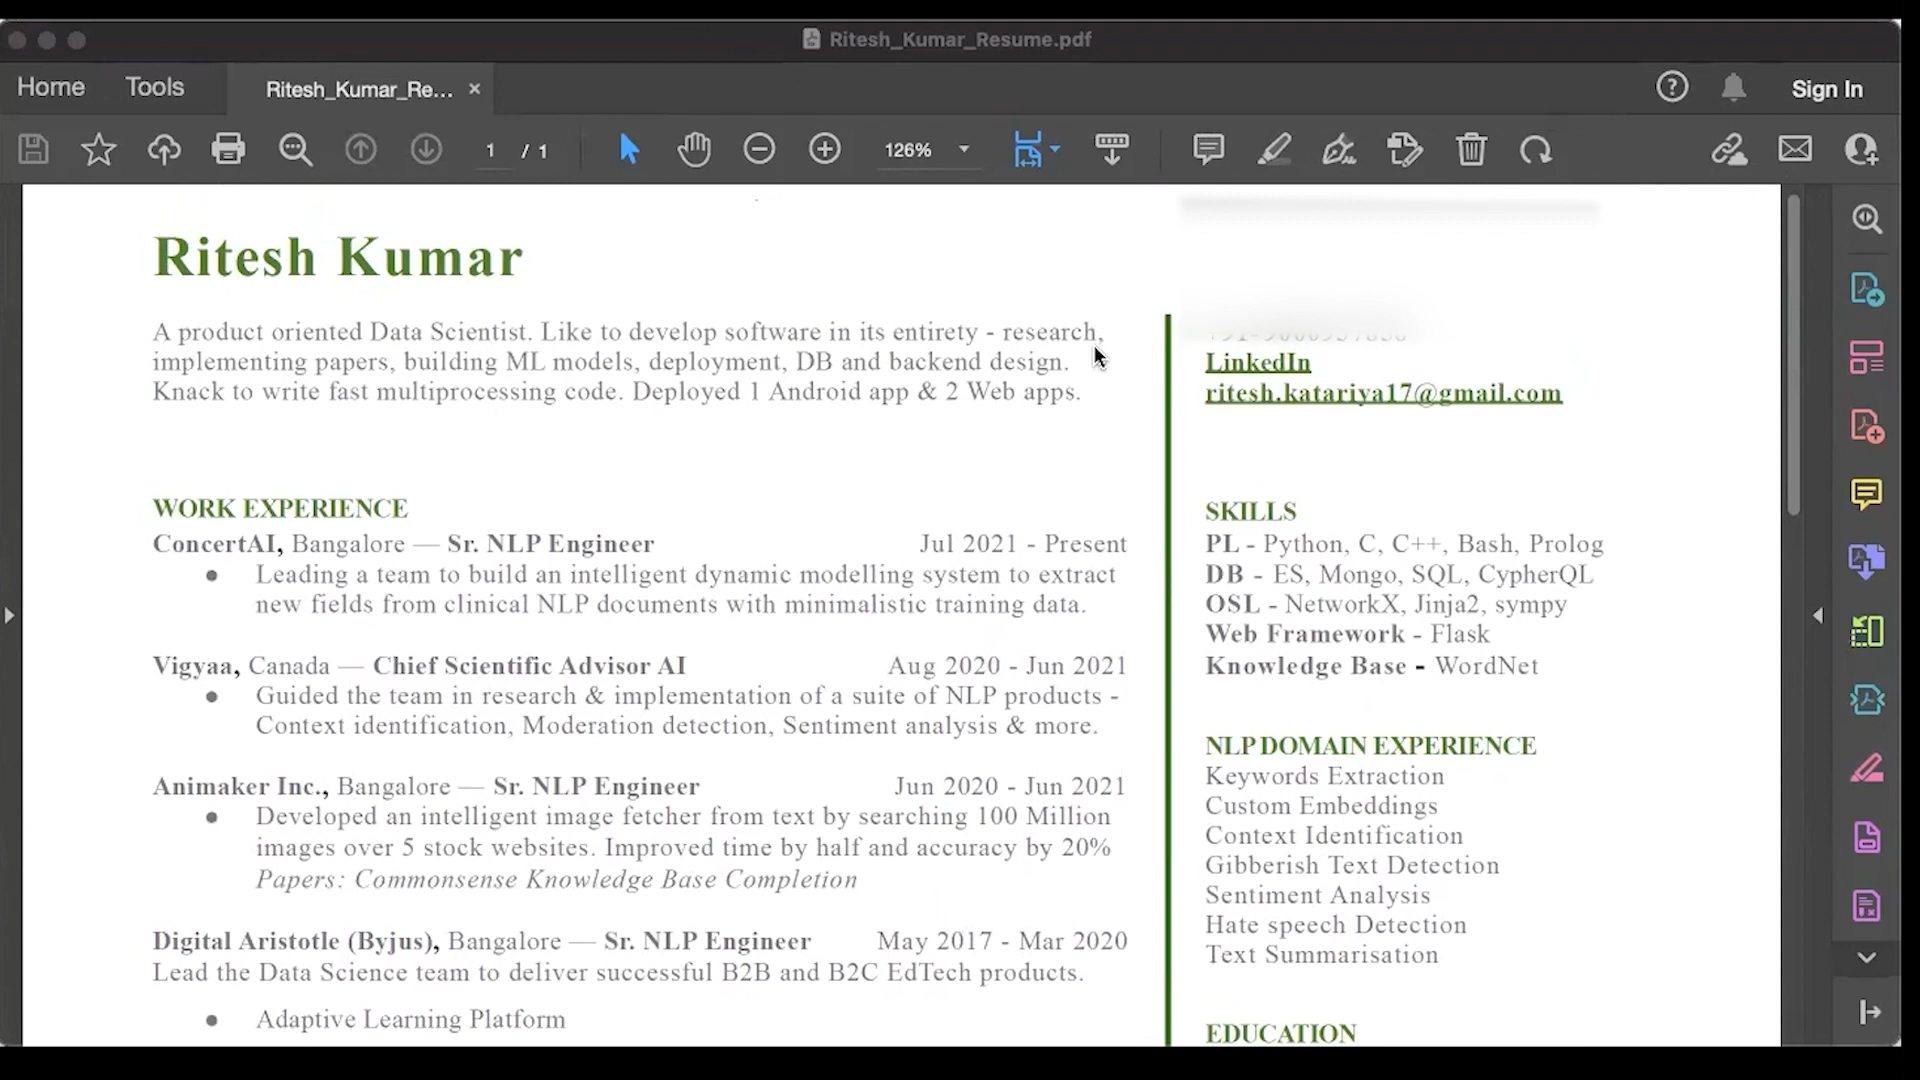 Ritesh_Kumar_Resume.pdf
Home Tools Ritesh_Kumar_Re... × Sign In
1 / 1 126%
Ritesh Kumar
A product oriented Data Scientist. Like to develop software in its entirety - research,
implementing papers, building ML models, deployment, DB and backend design.
Knack to write fast multiprocessing code. Deployed 1 Android app & 2 Web apps.
WORK EXPERIENCE
ConcertAI, Bangalore — Sr. NLP Engineer Jul 2021 - Present
● Leading a team to build an intelligent dynamic modelling system to extract
new fields from clinical NLP documents with minimalistic training data.
Vigyaa, Canada — Chief Scientific Advisor AI Aug 2020 - Jun 2021
● Guided the team in research & implementation of a suite of NLP products -
Context identification, Moderation detection, Sentiment analysis & more.
Animaker Inc., Bangalore — Sr. NLP Engineer Jun 2020 - Jun 2021
● Developed an intelligent image fetcher from text by searching 100 Million
images over 5 stock websites. Improved time by half and accuracy by 20%
Papers: Commonsense Knowledge Base Completion
Digital Aristotle (Byjus), Bangalore — Sr. NLP Engineer May 2017 - Mar 2020
Lead the Data Science team to deliver successful B2B and B2C EdTech products.
● Adaptive Learning Platform
LinkedIn
ritesh.katariya17@gmail.com
SKILLS
PL - Python, C, C++, Bash, Prolog
DB - ES, Mongo, SQL, CypherQL
OSL - NetworkX, Jinja2, sympy
Web Framework - Flask
Knowledge Base - WordNet
NLP DOMAIN EXPERIENCE
Keywords Extraction
Custom Embeddings
Context Identification
Gibberish Text Detection
Sentiment Analysis
Hate speech Detection
Text Summarisation
EDUCATION